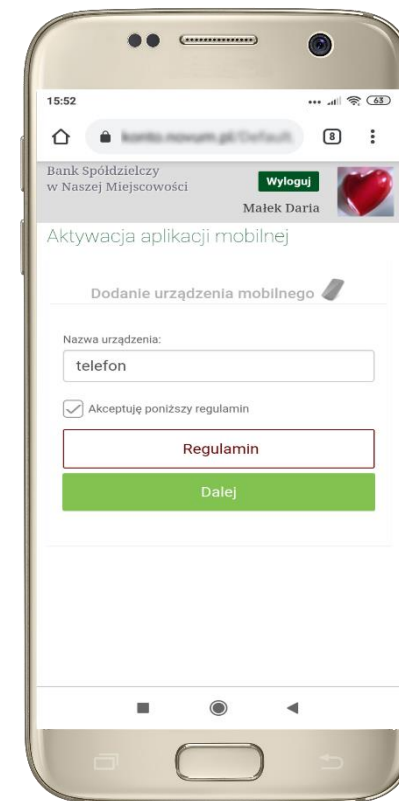 15:52
63
8
Bank Spółdzielczy
w Naszej Miejscowości
Wyloguj
Małek Daria
Aktywacja aplikacji mobilnej
Dodanie urządzenia mobilnego
Nazwa urządzenia:
telefon
Akceptuję poniższy regulamin
Regulamin
Dalej